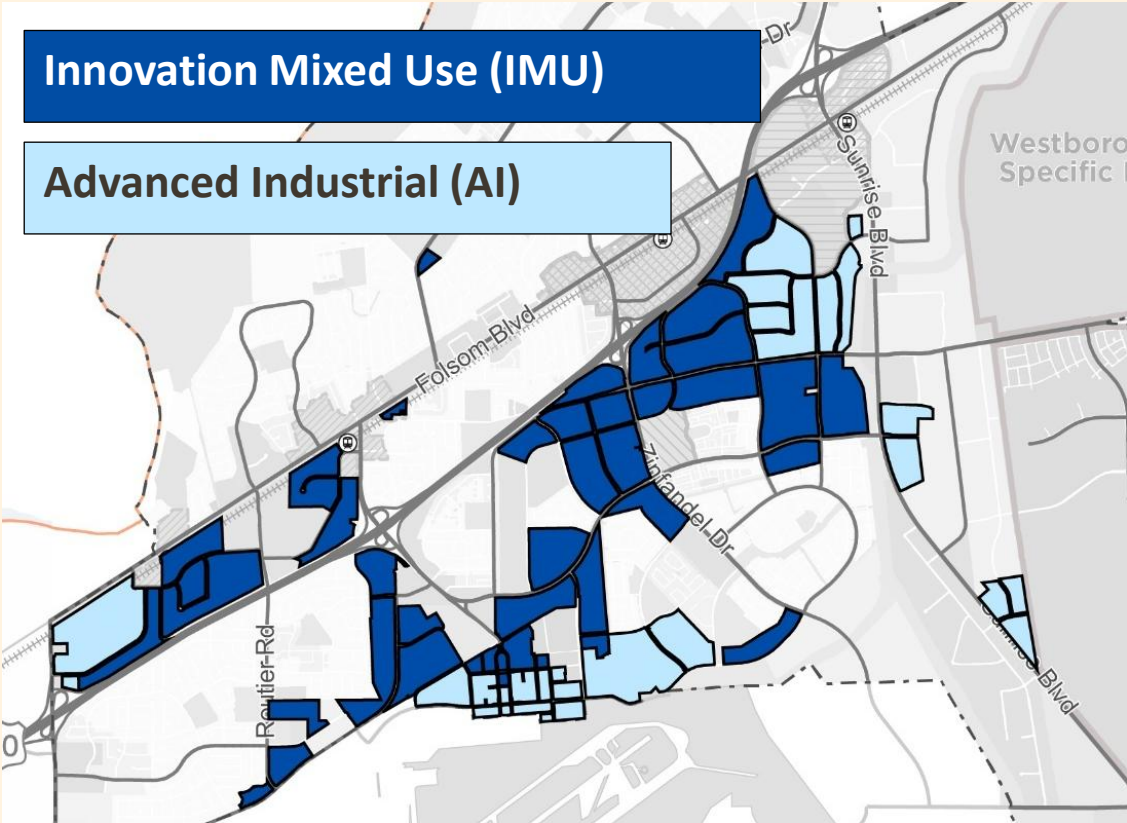 Innovation Mixed Use (IMU)
Advanced Industrial (AI)
Dr
Westboro
Specific
Sunrise Blvd
Folsom Blvd
Zinfandel Dr
Routier Rd
Blvd
0